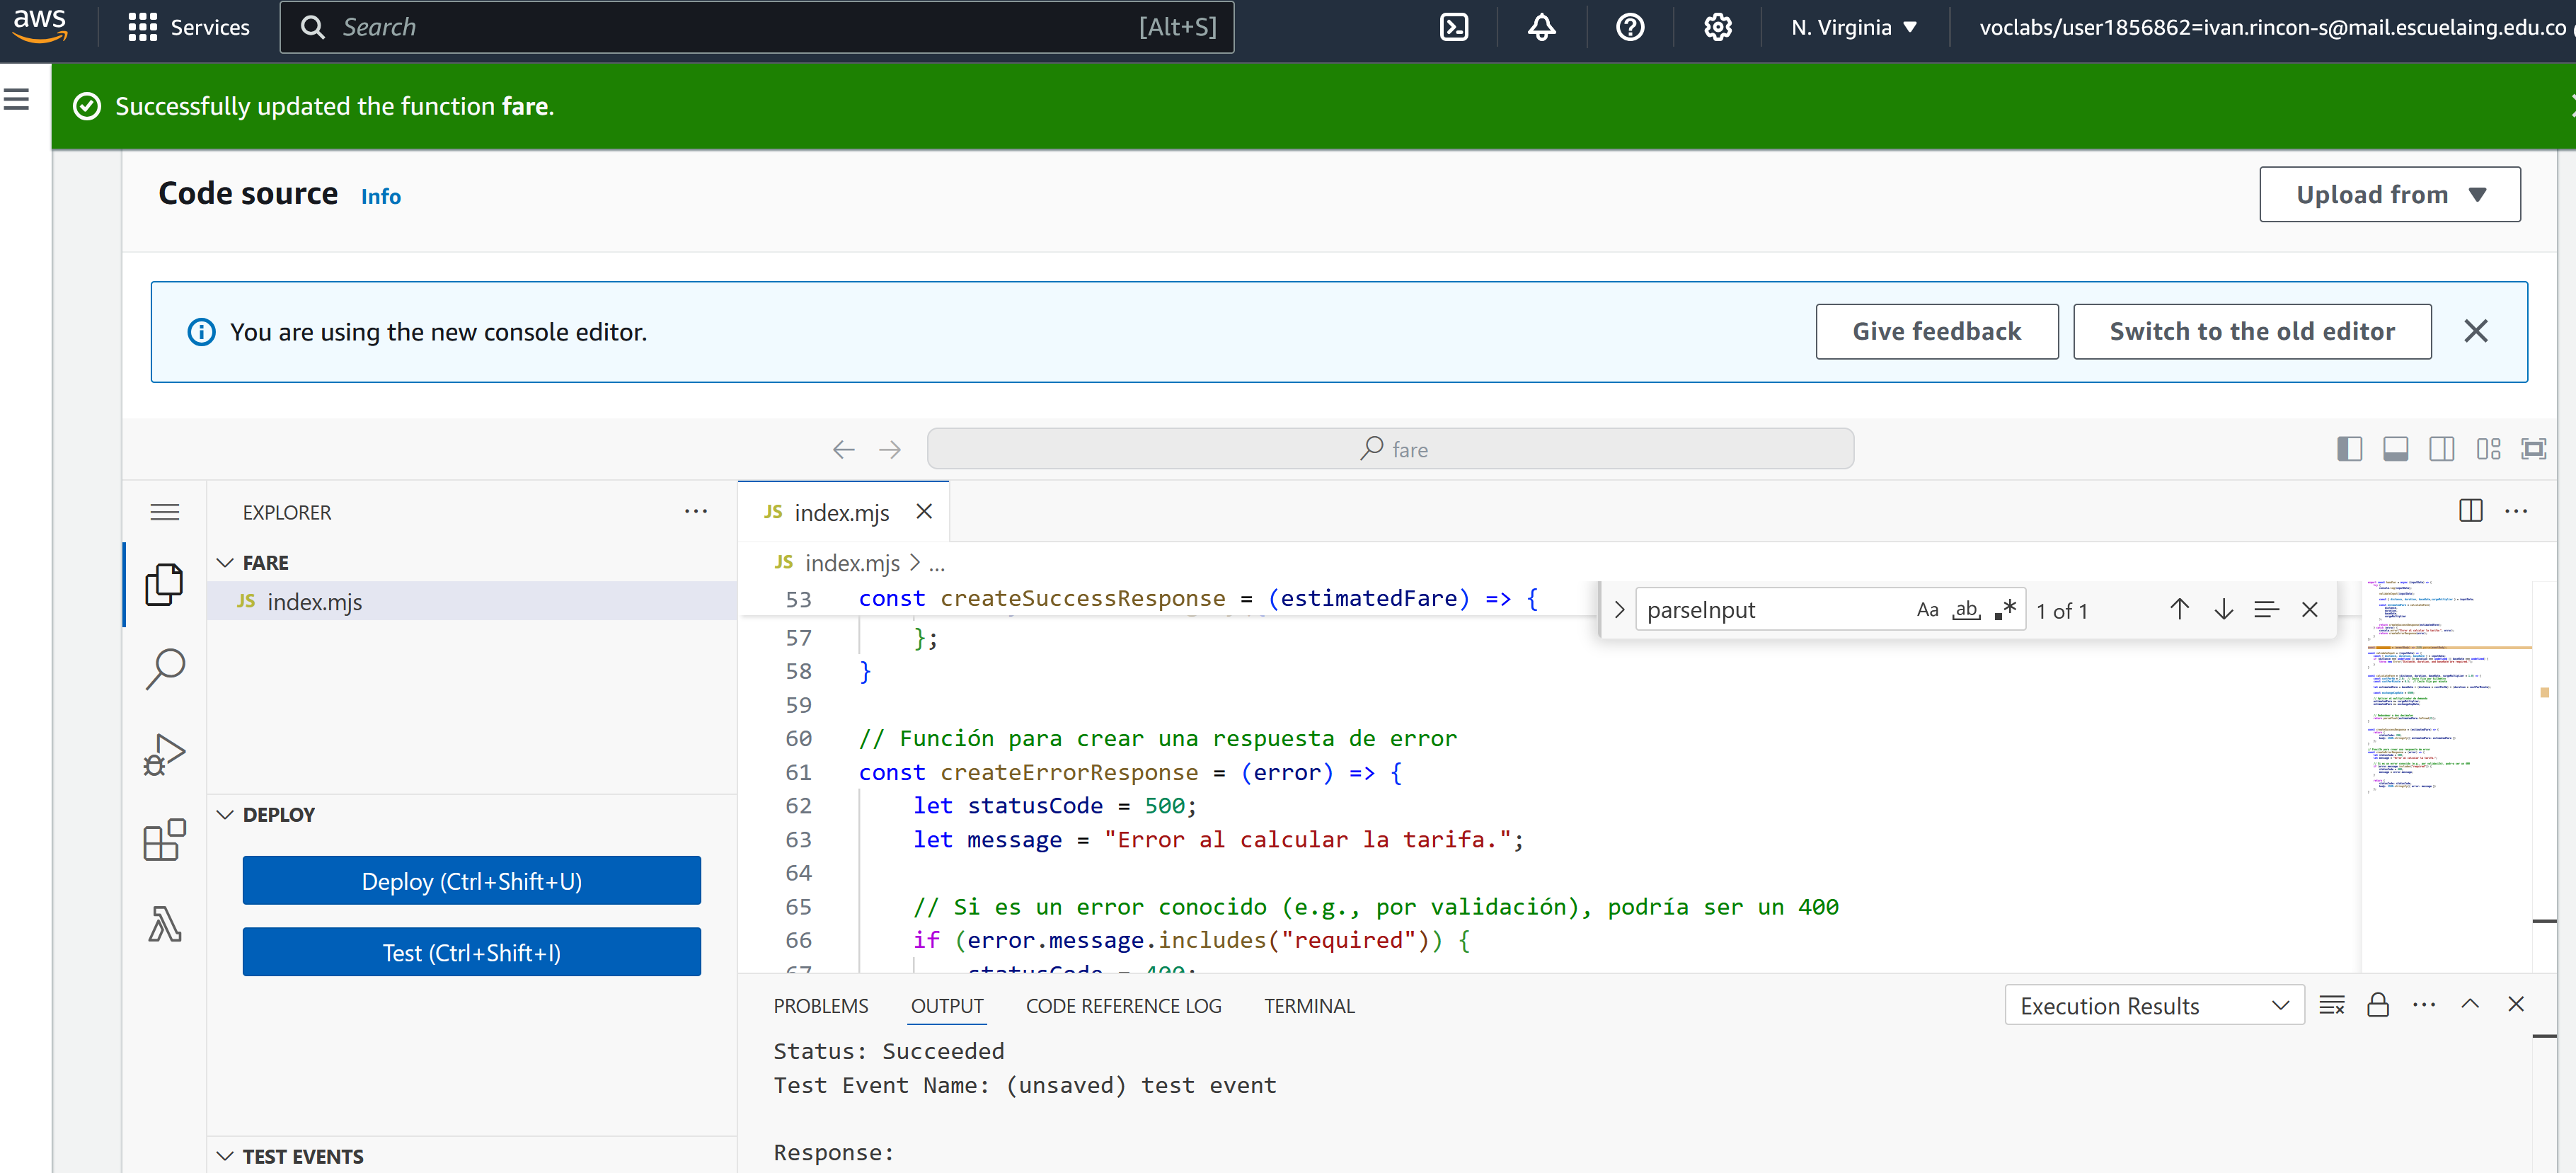 aws
Services
Search
[Alt+S]
N. Virginia
voclabs/user1856862=ivan.rincon-s@mail.escuelaing.edu.co
Successfully updated the function fare.
Code source
Info
Upload from
You are using the new console editor.
Give feedback
Switch to the old editor
fare
EXPLORER
FARE
JS index.mjs
DEPLOY
Deploy (Ctrl+Shift+U)
Test (Ctrl+Shift+I)
TEST EVENTS
JS index.mjs
JS index.mjs > ...
parseInput
Aa
ab
1 of 1
53 const createSuccessResponse = (estimatedFare) => {
57 };
58 }
59
60 // Función para crear una respuesta de error
61 const createErrorResponse = (error) => {
62 let statusCode = 500;
63 let message = "Error al calcular la tarifa.";
64
65 // Si es un error conocido (e.g., por validación), podría ser un 400
66 if (error.message.includes("required")) {
67 statusCode = 400;
PROBLEMS
OUTPUT
CODE REFERENCE LOG
TERMINAL
Execution Results
Status: Succeeded
Test Event Name: (unsaved) test event
Response: